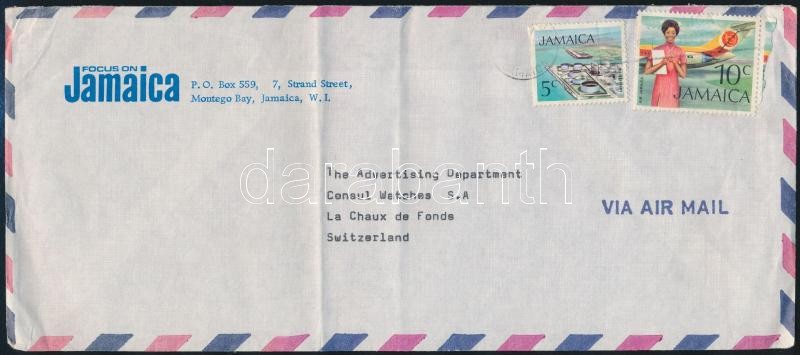 FOCUS ON
Jamaica
P. O. Box 559, 7, Strand Street,
Montego Bay, Jamaica, W. I.
JAMAICA
5c
10c
JAMAICA
The Advertising Department
Consul Watches S.A
La Chaux de Fonds
Switzerland
VIA AIR MAIL
darabanth